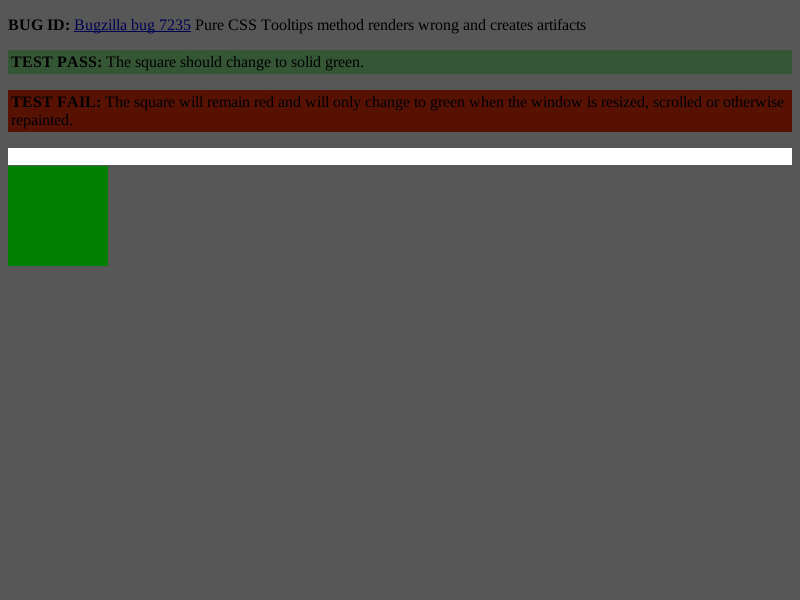 BUG ID: Bugzilla bug 7235 Pure CSS Tooltips method renders wrong and creates artifacts
TEST PASS: The square should change to solid green.
TEST FAIL: The square will remain red and will only change to green when the window is resized, scrolled or otherwise
repainted.